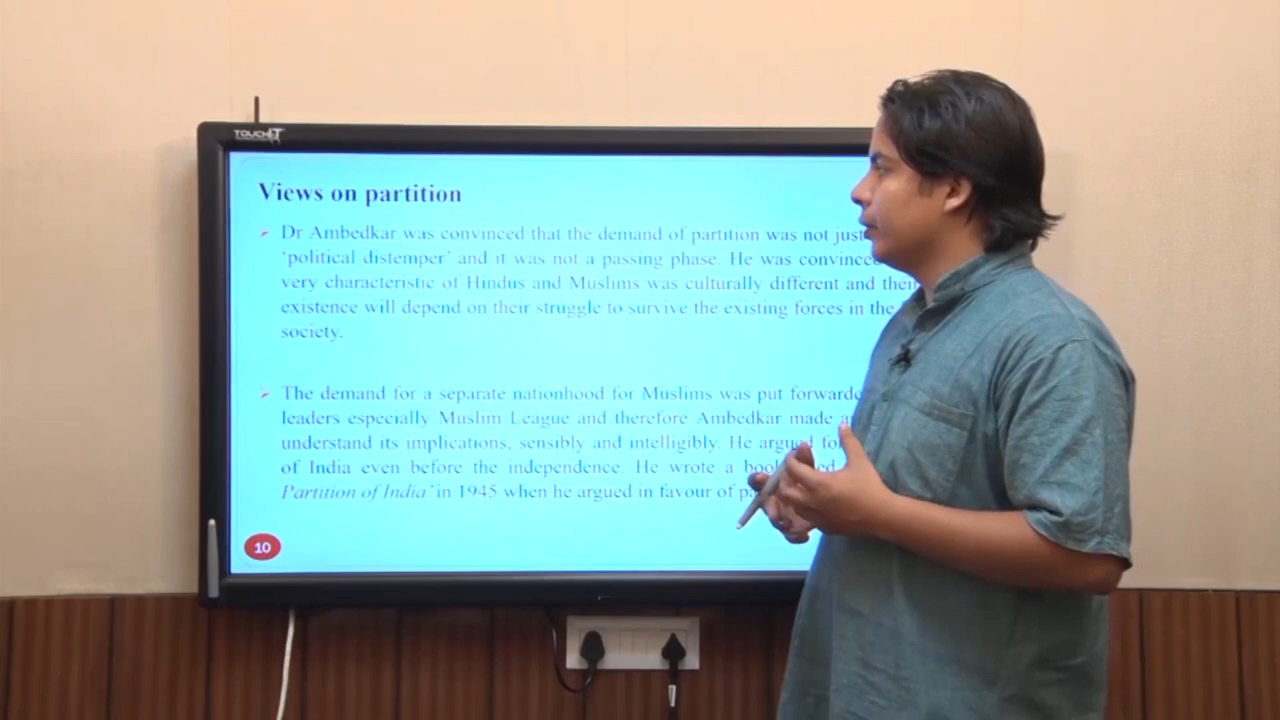 TOUCHIT
Views on partition
Dr Ambedkar was convinced that the demand of partition was not just
‘political distemper’ and it was not a passing phase. He was convinced
very characteristic of Hindus and Muslims was culturally different and
existence will depend on their struggle to survive the existing forces in the
society.
The demand for a separate nationhood for Muslims was put
leaders especially Muslim League and therefore Ambedkar made
understand its implications, sensibly and intelligibly. He argued
of India even before the independence. He wrote a
Partition of India’ in 1945 when he argued in favour of
10